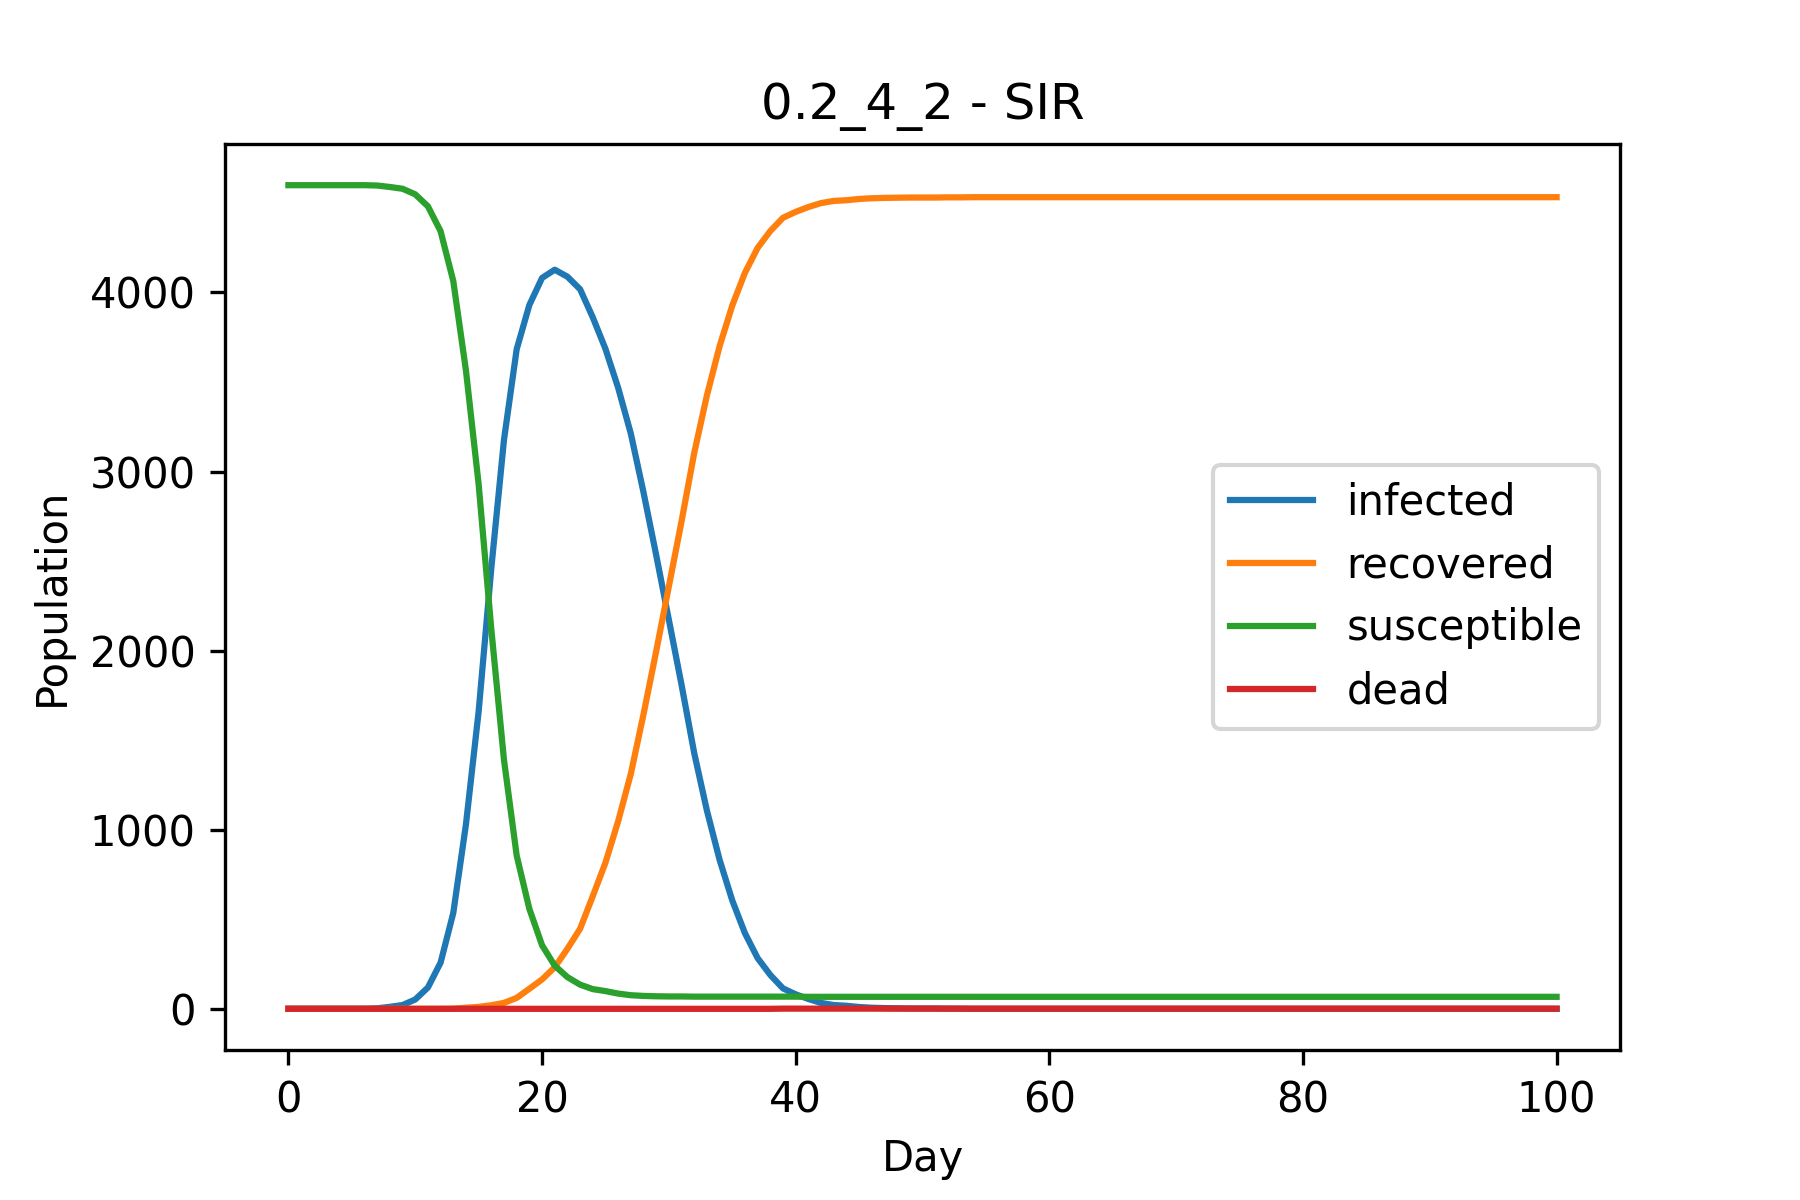 0.2_4_2 - SIR
Population
4000
3000
2000
1000
0
infected
recovered
susceptible
dead
0 20 40 60 80 100
Day